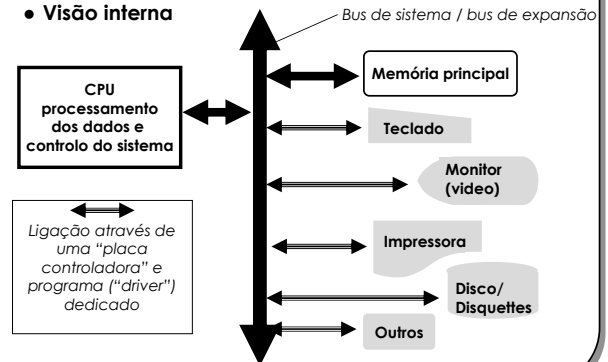 ● Visão interna
Bus de sistema / bus de expansão
Memória principal
CPU
processamento
dos dados e
controlo do sistema
Teclado
Monitor
(video)
Ligação através de
uma “placa
controladora” e
programa (“driver”)
dedicado
Impressora
Disco/
Disquettes
Outros